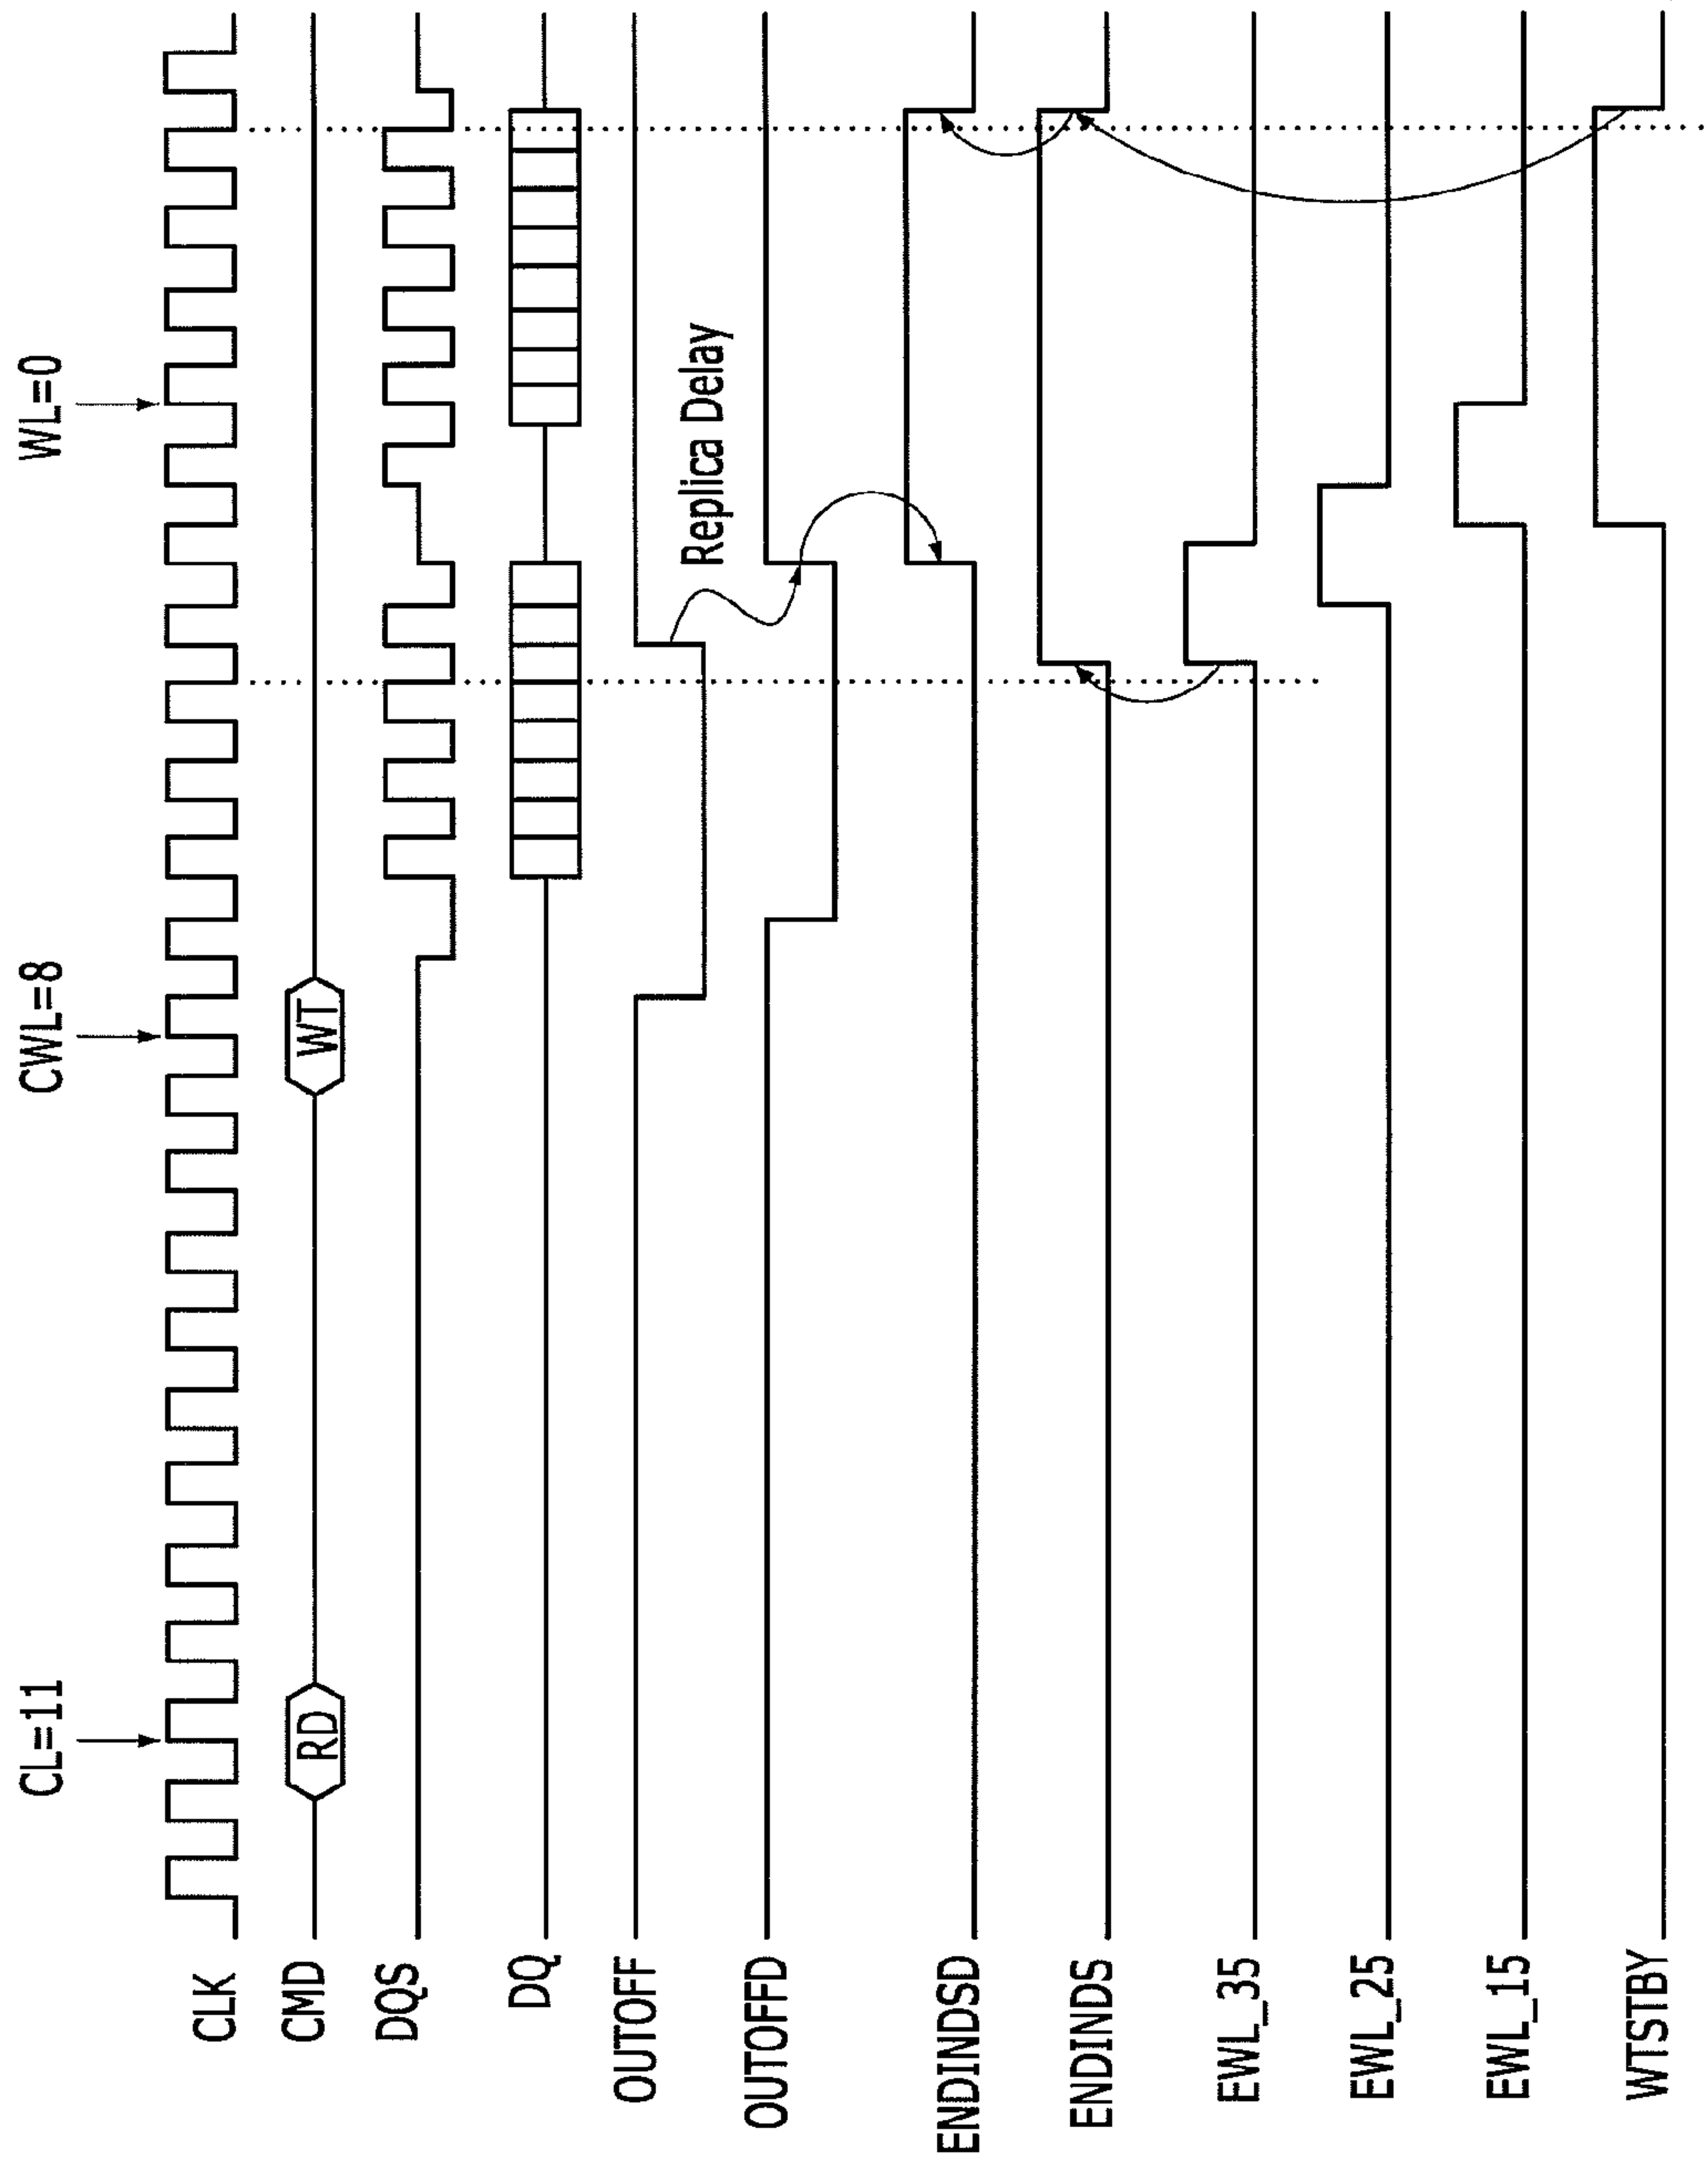 CL=11
CWL=8
WL=0
CLK
CMD
RD
WT
DQS
DQ
OUTOFF
Replica Delay
OUTOFFD
ENDINDSD
ENDINDS
EWL_35
EWL_25
EWL_15
WTSTBY